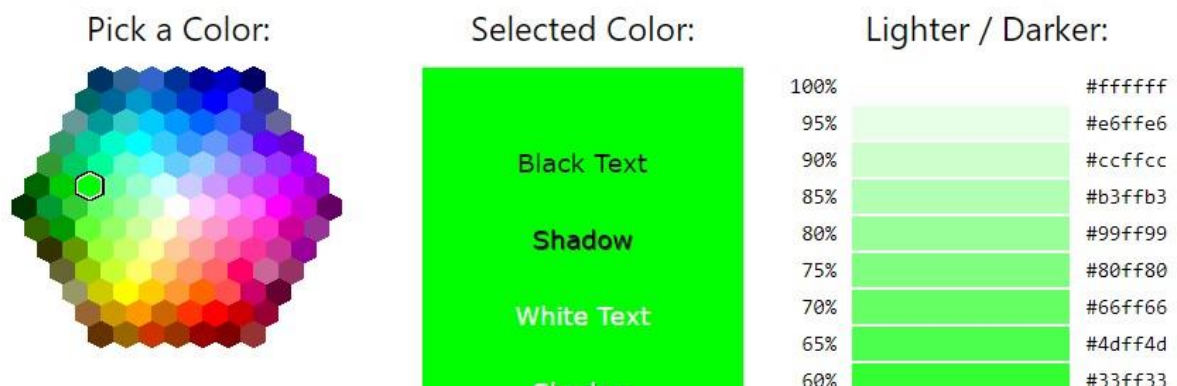 Pick a Color:
Selected Color:
Lighter / Darker:
Black Text
Shadow
White Text
Shadow
100% #ffffff
95% #e6ffe6
90% #ccffcc
85% #b3ffb3
80% #99ff99
75% #80ff80
70% #66ff66
65% #4dff4d
60% #33ff33